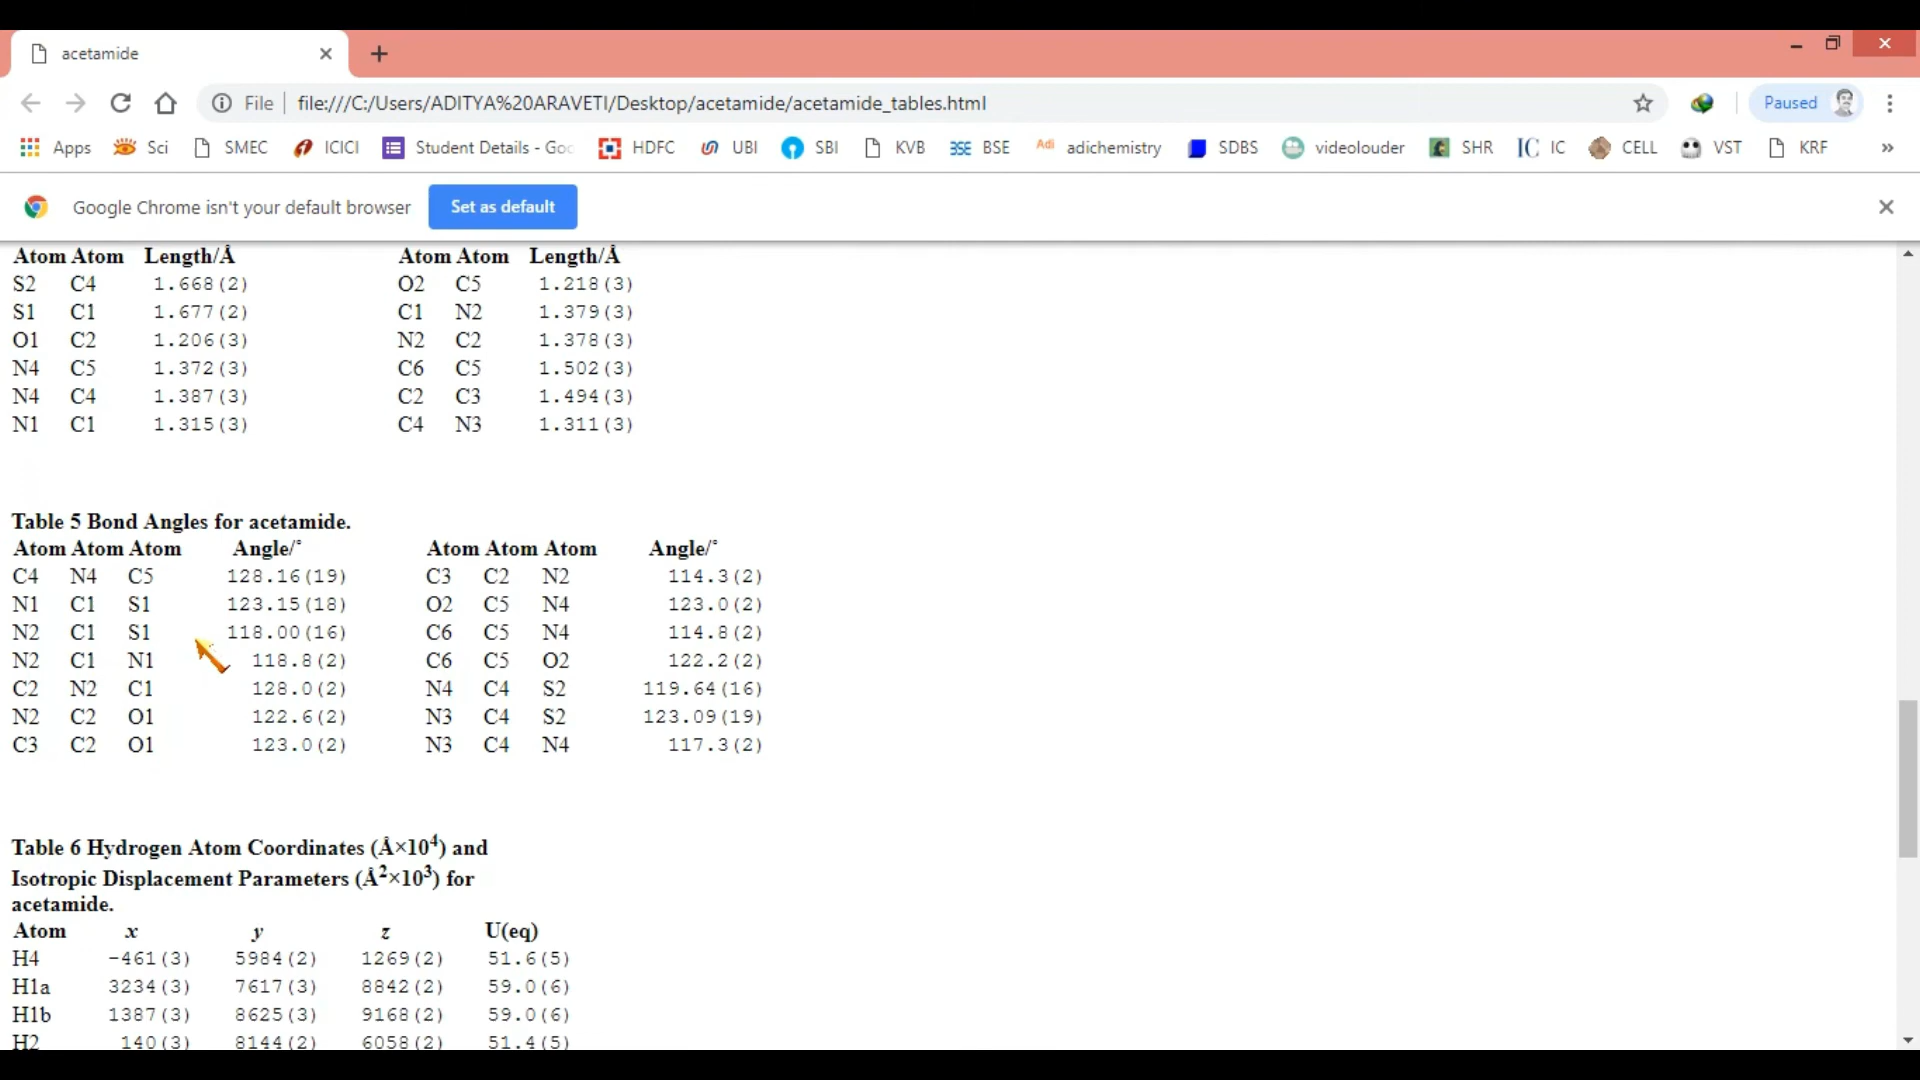 acetamide
File file:///C:/Users/ADITYA%20ARAVETI/Desktop/acetamide/acetamide_tables.html Paused
Apps Sci SMEC ICICI Student Details - Goo HDFC UBI SBI KVB BSE Adi adichemistry SDBS videolouder SHR IC IC CELL VST KRF »
Google Chrome isn't your default browser Set as default
Atom Atom Length/Å Atom Atom Length/Å
S2 C4 1.668(2) O2 C5 1.218(3)
S1 C1 1.677(2) C1 N2 1.379(3)
O1 C2 1.206(3) N2 C2 1.378(3)
N4 C5 1.372(3) C6 C5 1.502(3)
N4 C4 1.387(3) C2 C3 1.494(3)
N1 C1 1.315(3) C4 N3 1.311(3)
Table 5 Bond Angles for acetamide.
Atom Atom Atom Angle/˚ Atom Atom Atom Angle/˚
C4 N4 C5 128.16(19) C3 C2 N2 114.3(2)
N1 C1 S1 123.15(18) O2 C5 N4 123.0(2)
N2 C1 S1 118.00(16) C6 C5 N4 114.8(2)
N2 C1 N1 118.8(2) C6 C5 O2 122.2(2)
C2 N2 C1 128.0(2) N4 C4 S2 119.64(16)
N2 C2 O1 122.6(2) N3 C4 S2 123.09(19)
C3 C2 O1 123.0(2) N3 C4 N4 117.3(2)
Table 6 Hydrogen Atom Coordinates (Å×10⁴) and
Isotropic Displacement Parameters (Å²×10³) for
acetamide.
Atom x y z U(eq)
H4 -461(3) 5984(2) 1269(2) 51.6(5)
H1a 3234(3) 7617(3) 8842(2) 59.0(6)
H1b 1387(3) 8625(3) 9168(2) 59.0(6)
H2 140(3) 8144(2) 6058(2) 51.4(5)